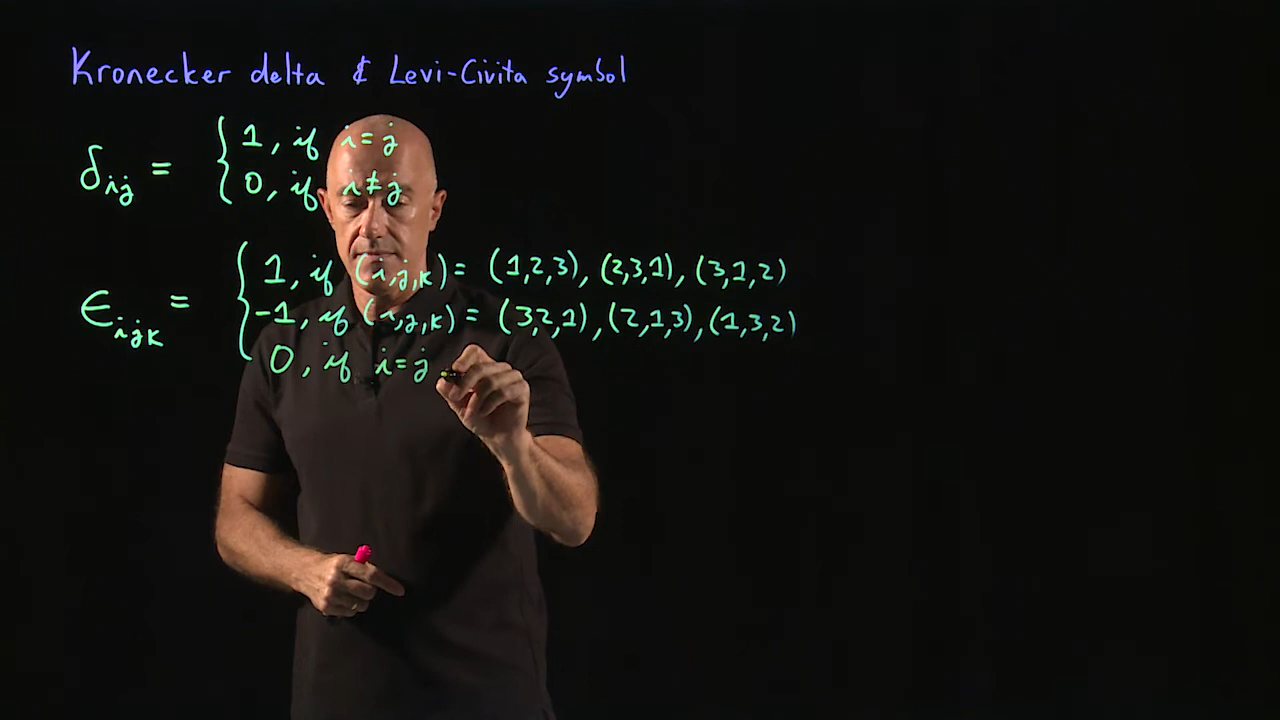 Kronecker delta & Levi-Civita symbol
δᵢⱼ = { 1, if i=j
0, if i≠j
ϵᵢⱼₖ = { 1, if (i,j,k) = (1,2,3), (2,3,1), (3,1,2)
-1, if (i,j,k) = (3,2,1), (2,1,3), (1,3,2)
0, if i=j